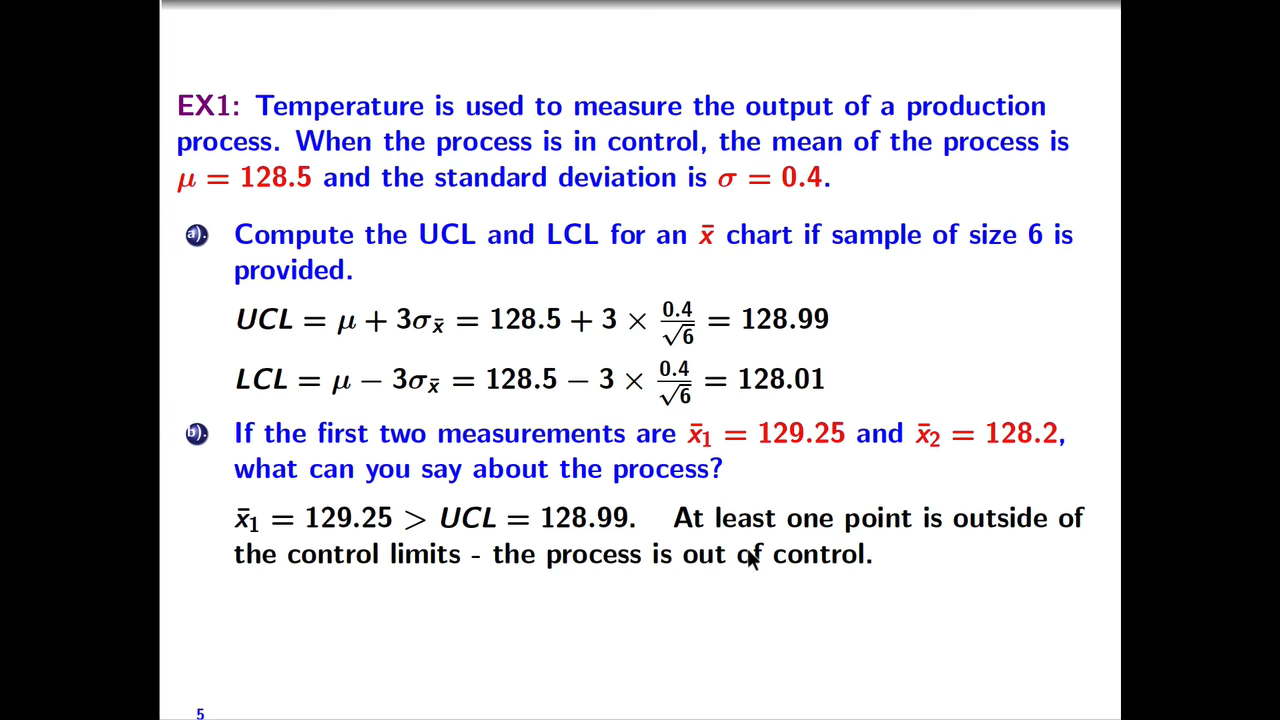 EX1: Temperature is used to measure the output of a production
process. When the process is in control, the mean of the process is
μ = 128.5 and the standard deviation is σ = 0.4.
a). Compute the UCL and LCL for an x̄ chart if sample of size 6 is
provided.
UCL = μ + 3σx̄ = 128.5 + 3 × 0.4/√6 = 128.99
LCL = μ − 3σx̄ = 128.5 − 3 × 0.4/√6 = 128.01
b). If the first two measurements are x̄₁ = 129.25 and x̄₂ = 128.2,
what can you say about the process?
x̄₁ = 129.25 > UCL = 128.99. At least one point is outside of
the control limits - the process is out of control.
5